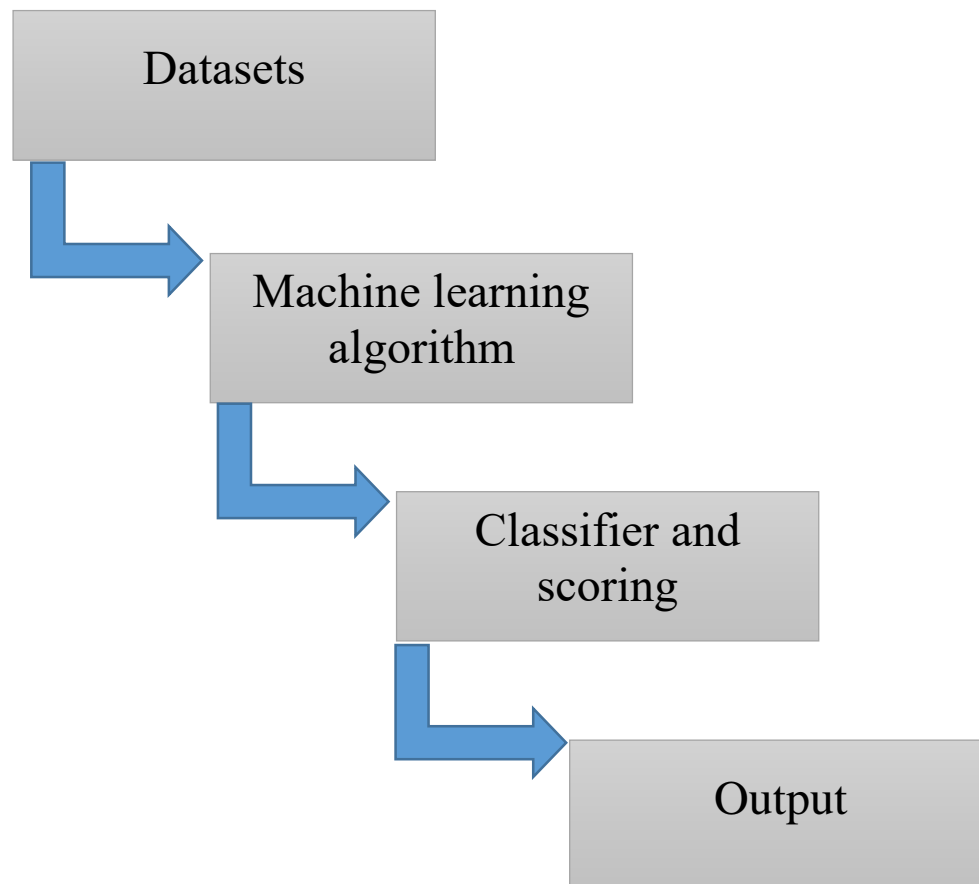 Datasets
Machine learning
algorithm
Classifier and
scoring
Output